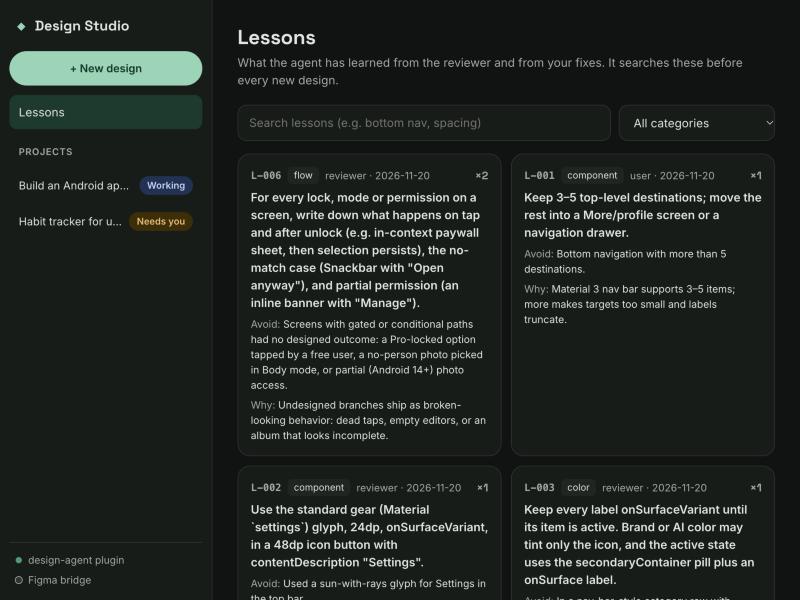 Design Studio
+ New design
Lessons
PROJECTS
Build an Android ap... Working
Habit tracker for u... Needs you
design-agent plugin
Figma bridge
Lessons
What the agent has learned from the reviewer and from your fixes. It searches these before
every new design.
Search lessons (e.g. bottom nav, spacing)
All categories
L-006 flow reviewer · 2026-11-20 ×2
For every lock, mode or permission on a
screen, write down what happens on tap
and after unlock (e.g. in-context paywall
sheet, then selection persists), the no-
match case (Snackbar with "Open
anyway"), and partial permission (an
inline banner with "Manage").
Avoid: Screens with gated or conditional paths
had no designed outcome: a Pro-locked option
tapped by a free user, a no-person photo picked
in Body mode, or partial (Android 14+) photo
access.
Why: Undesigned branches ship as broken-
looking behavior: dead taps, empty editors, or an
album that looks incomplete.
L-001 component user · 2026-11-20 ×1
Keep 3–5 top-level destinations; move the
rest into a More/profile screen or a
navigation drawer.
Avoid: Bottom navigation with more than 5
destinations.
Why: Material 3 nav bar supports 3–5 items;
more makes targets too small and labels
truncate.
L-002 component reviewer · 2026-11-20 ×1
Use the standard gear (Material
`settings`) glyph, 24dp, onSurfaceVariant,
in a 48dp icon button with
contentDescription "Settings".
Avoid: Used a sun-with-rays glyph for Settings in
the top bar.
L-003 color reviewer · 2026-11-20 ×1
Keep every label onSurfaceVariant until
its item is active. Brand or AI color may
tint only the icon, and the active state
uses the secondaryContainer pill plus an
onSurface label.
Avoid: In a nav-bar-style category row with